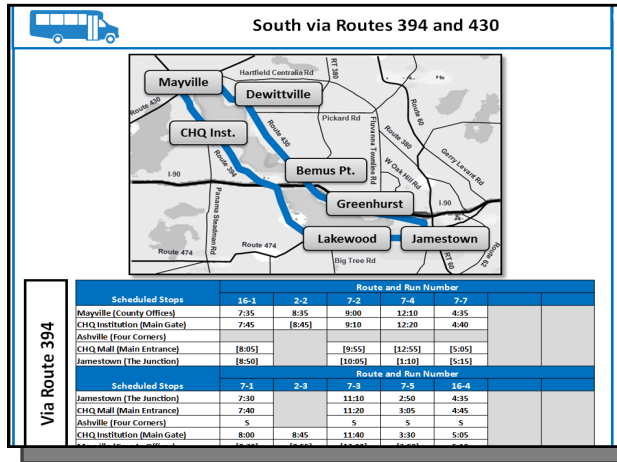 South via Routes 394 and 430
Hartfield Centralia Rd
RT 380
Mayville
Dewittville
Route 430
Route 60
Pickard Rd
CHQ Inst.
Route 430
Fluvanna Townline Rd
Route 380
Route 394
Gerry Levant Rd
W Oak Hill Rd
Bemus Pt.
I-90
Panama Steadman Rd
Greenhurst
I-90
Route 474
Route 474
Lakewood
Jamestown
Big Tree Rd
RT 60
Route 62
Via Route 394
Route and Run Number
Scheduled Stops 16-1 2-2 7-2 7-4 7-7
Mayville (County Offices) 7:35 8:35 9:00 12:10 4:35
CHQ Institution (Main Gate) 7:45 [8:45] 9:10 12:20 4:40
Ashville (Four Corners)
CHQ Mall (Main Entrance) [8:05] [9:55] [12:55] [5:05]
Jamestown (The Junction) [8:50] [10:05] [1:10] [5:15]
Route and Run Number
Scheduled Stops 7-1 2-3 7-3 7-5 16-4
Jamestown (The Junction) 7:30 11:10 2:50 4:35
CHQ Mall (Main Entrance) 7:40 11:20 3:05 4:45
Ashville (Four Corners) S S S S
CHQ Institution (Main Gate) 8:00 8:45 11:40 3:30 5:05